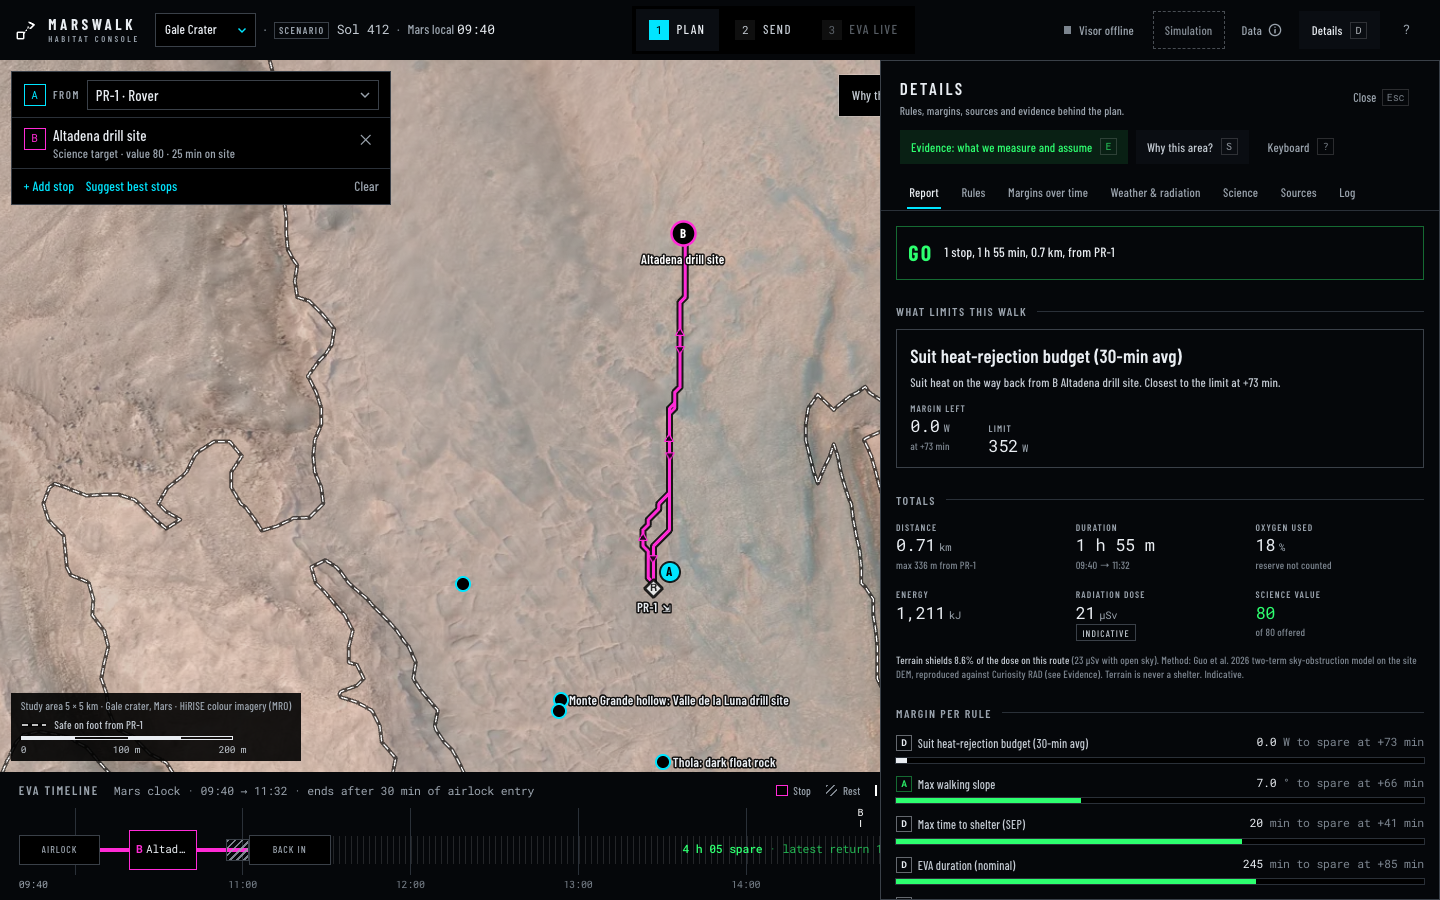 MARSWALK
HABITAT CONSOLE
Gale Crater
· SCENARIO Sol 412 · Mars local 09:40
1 PLAN
2 SEND
3 EVA LIVE
Visor offline
Simulation
Data
Details D
?
A FROM PR-1 · Rover
B Altadena drill site
Science target · value 80 · 25 min on site
+ Add stop Suggest best stops Clear
Why th
B
Altadena drill site
A
R
PR-1
Monte Grande hollow: Valle de la Luna drill site
Thola: dark float rock
Study area 5 × 5 km · Gale crater, Mars · HiRISE colour imagery (MRO)
Safe on foot from PR-1
0 100 m 200 m
EVA TIMELINE Mars clock · 09:40 → 11:32 · ends after 30 min of airlock entry
Stop Rest
B
AIRLOCK
B Altad…
BACK IN
4 h 05 spare · latest return 1
09:40 11:00 12:00 13:00 14:00
DETAILS
Rules, margins, sources and evidence behind the plan.
Close Esc
Evidence: what we measure and assume E
Why this area? S
Keyboard ?
Report Rules Margins over time Weather & radiation Science Sources Log
GO 1 stop, 1 h 55 min, 0.7 km, from PR-1
WHAT LIMITS THIS WALK
Suit heat-rejection budget (30-min avg)
Suit heat on the way back from B Altadena drill site. Closest to the limit at +73 min.
MARGIN LEFT
0.0 W
at +73 min
LIMIT
352 W
TOTALS
DISTANCE
0.71 km
max 336 m from PR-1
DURATION
1 h 55 m
09:40 → 11:32
OXYGEN USED
18 %
reserve not counted
ENERGY
1,211 kJ
RADIATION DOSE
21 µSv
INDICATIVE
SCIENCE VALUE
80
of 80 offered
Terrain shields 8.6% of the dose on this route (23 µSv with open sky). Method: Guo et al. 2026 two-term sky-obstruction model on the site
DEM, reproduced against Curiosity RAD (see Evidence). Terrain is never a shelter. Indicative.
MARGIN PER RULE
D Suit heat-rejection budget (30-min avg) 0.0 W to spare at +73 min
A Max walking slope 7.0 ° to spare at +66 min
D Max time to shelter (SEP) 20 min to spare at +41 min
D EVA duration (nominal) 245 min to spare at +85 min